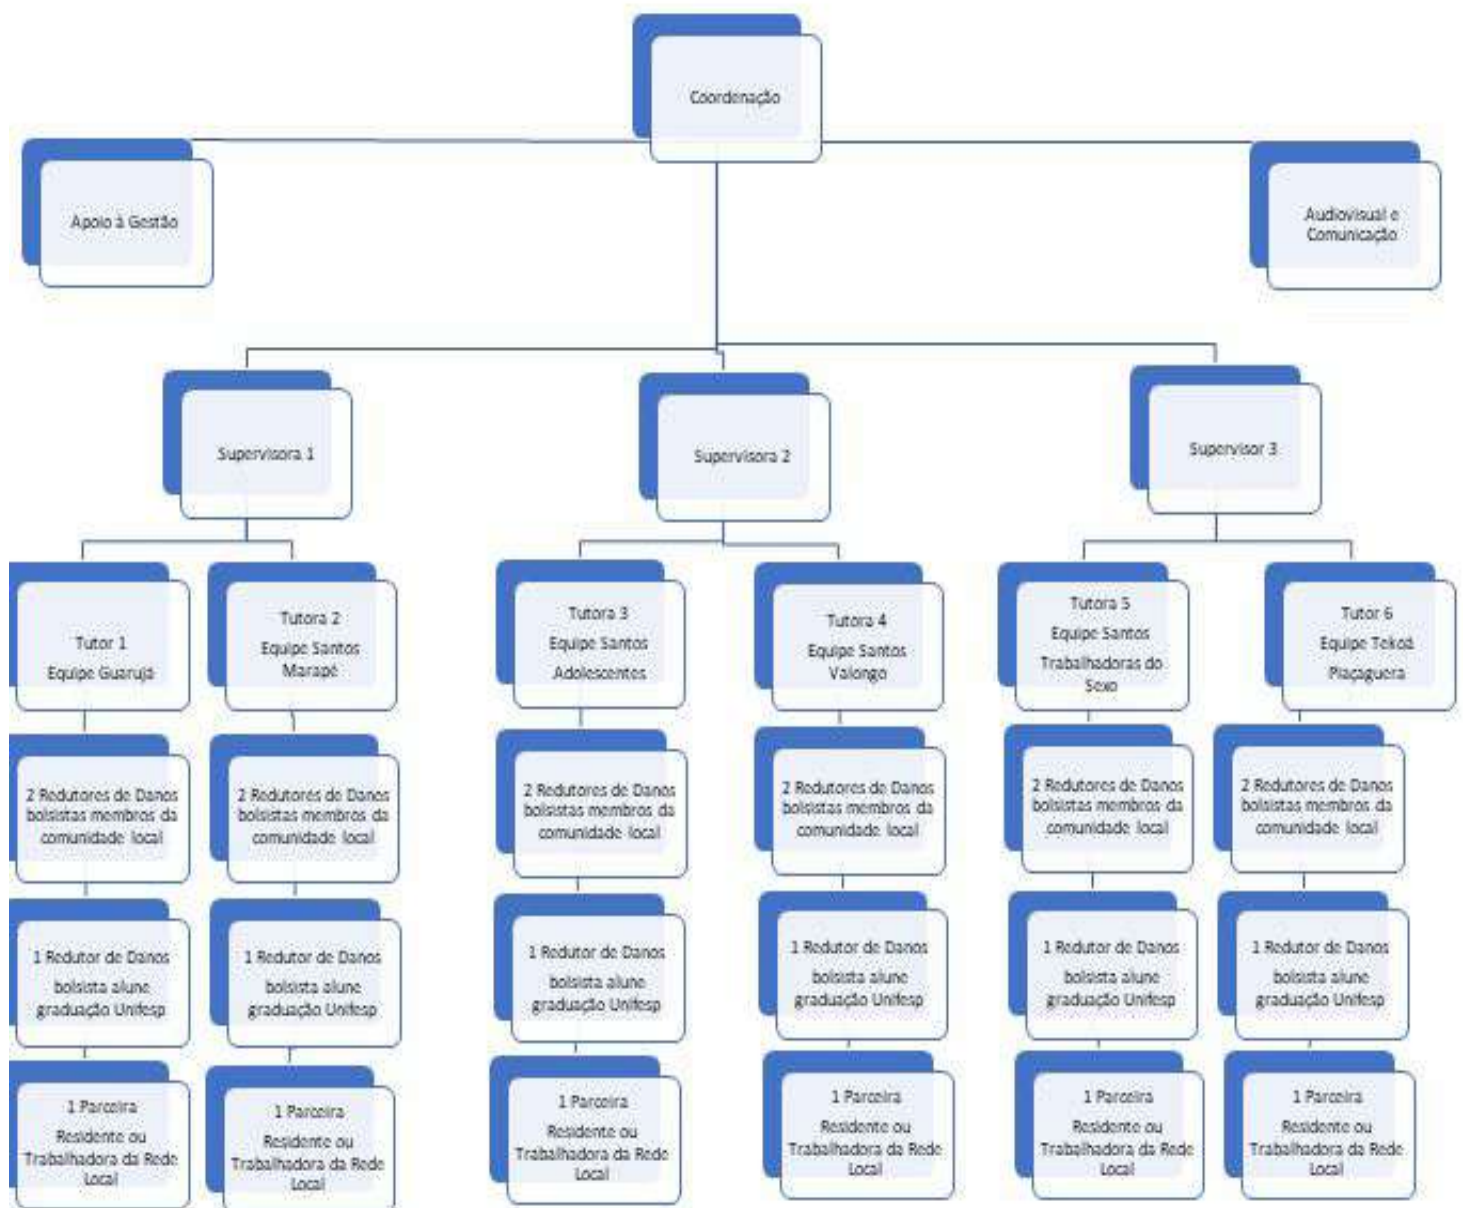 Coordenação
Apoio à Gestão
Audiovisual e
Comunicação
Supervisora 1
Supervisora 2
Supervisor 3
Tutor 1
Equipe Guarujá
Tutora 2
Equipe Santos
Marapé
Tutora 3
Equipe Santos
Adolescentes
Tutora 4
Equipe Santos
Valongo
Tutora 5
Equipe Santos
Trabalhadoras do
Sexo
Tutor 6
Equipe Tekoá
Piaçaguera
2 Redutores de Danos
bolsistas membros da
comunidade local
2 Redutores de Danos
bolsistas membros da
comunidade local
2 Redutores de Danos
bolsistas membros da
comunidade local
2 Redutores de Danos
bolsistas membros da
comunidade local
2 Redutores de Danos
bolsistas membros da
comunidade local
2 Redutores de Danos
bolsistas membros da
comunidade local
1 Redutor de Danos
bolsista alune
graduação Unifesp
1 Redutor de Danos
bolsista alune
graduação Unifesp
1 Redutor de Danos
bolsista alune
graduação Unifesp
1 Redutor de Danos
bolsista alune
graduação Unifesp
1 Redutor de Danos
bolsista alune
graduação Unifesp
1 Redutor de Danos
bolsista alune
graduação Unifesp
1 Parceira
Residente ou
Trabalhadora da Rede
Local
1 Parceira
Residente ou
Trabalhadora da Rede
Local
1 Parceira
Residente ou
Trabalhadora da Rede
Local
1 Parceira
Residente ou
Trabalhadora da Rede
Local
1 Parceira
Residente ou
Trabalhadora da Rede
Local
1 Parceira
Residente ou
Trabalhadora da Rede
Local